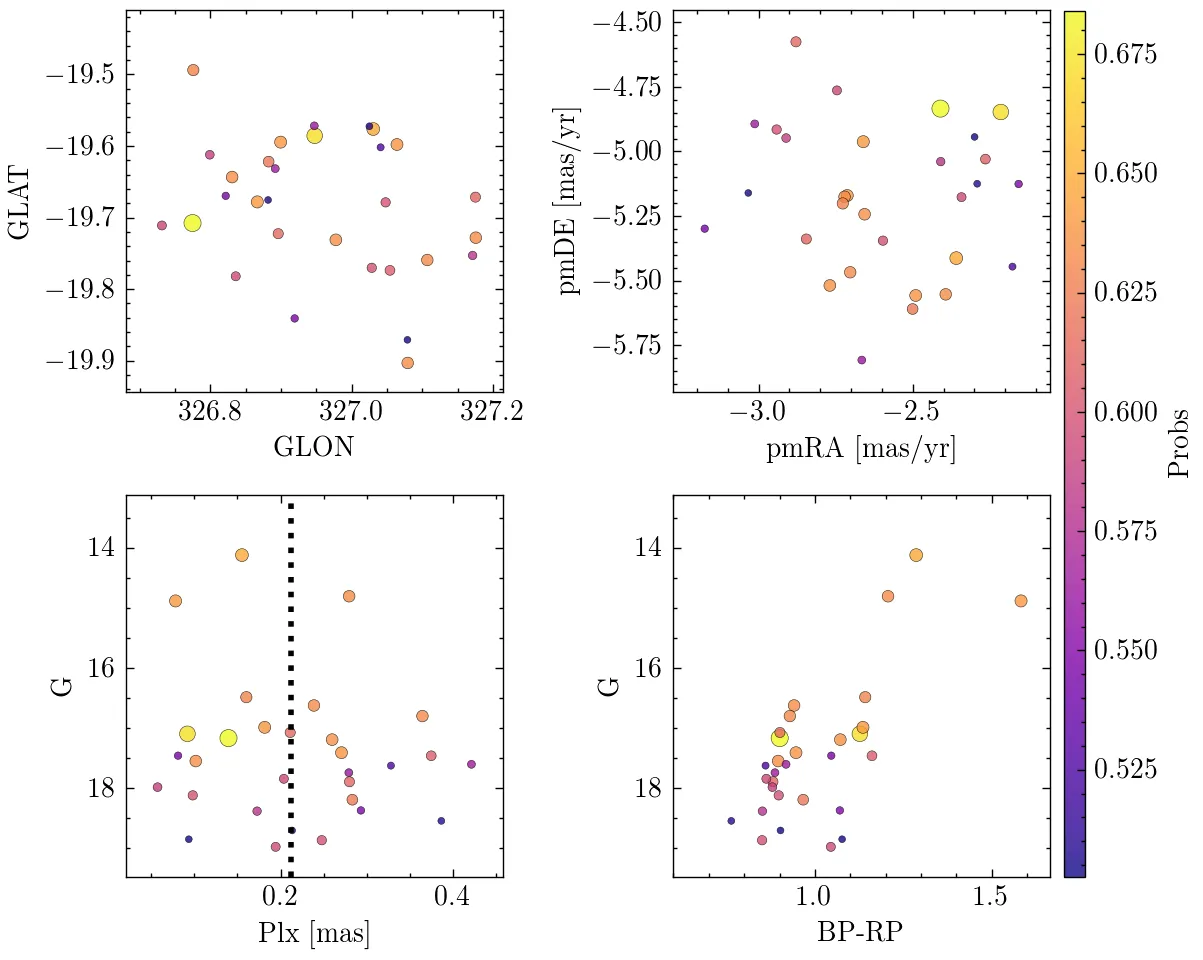 −19.5
−19.6
−19.7
−19.8
−19.9
GLAT
326.8 327.0 327.2
GLON
−4.50
−4.75
−5.00
−5.25
−5.50
−5.75
pmDE [mas/yr]
−3.0 −2.5
pmRA [mas/yr]
14
16
18
G
0.2 0.4
Plx [mas]
14
16
18
G
1.0 1.5
BP-RP
0.675
0.650
0.625
0.600
0.575
0.550
0.525
Probs